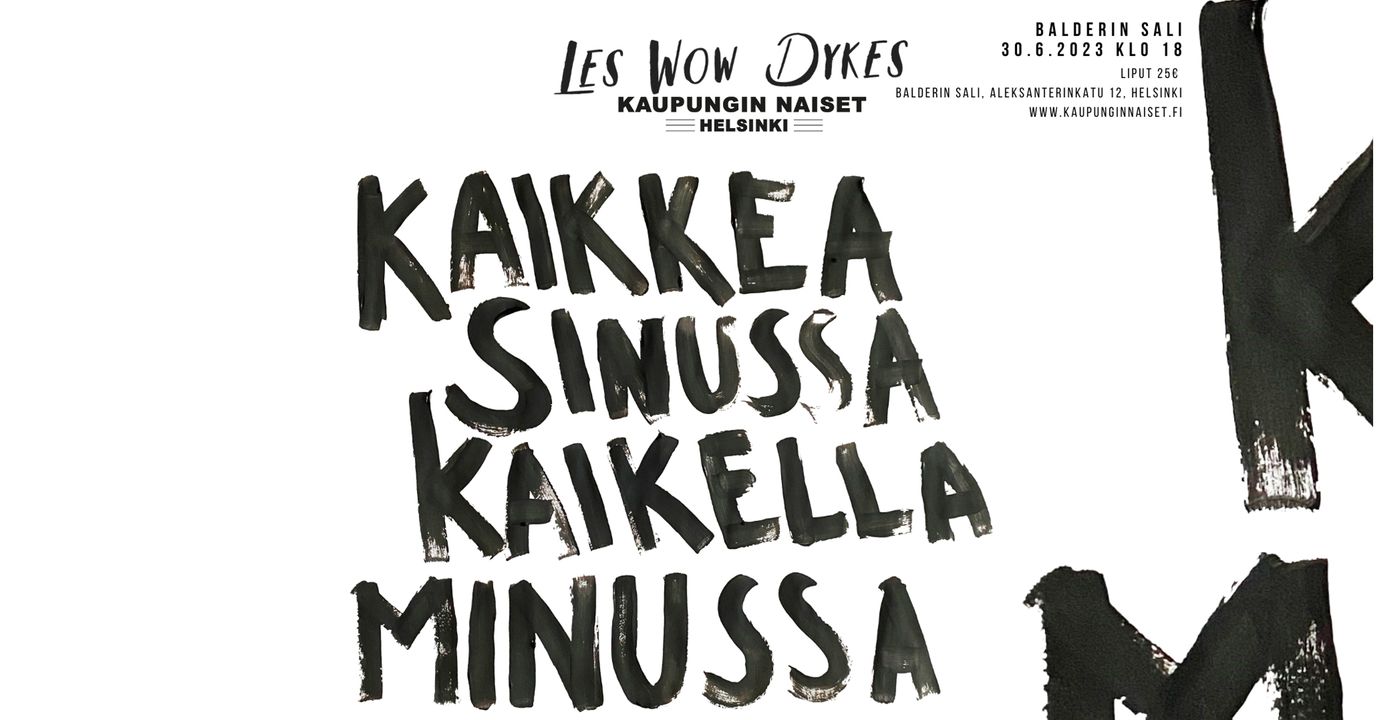 LES WOW DYKES
KAUPUNGIN NAISET
HELSINKI
BALDERIN SALI
30.6.2023 KLO 18
LIPUT 25€
BALDERIN SALI, ALEKSANTERINKATU 12, HELSINKI
WWW.KAUPUNGINNAISET.FI
KAIKKEA
SINUSSA
KAIKELLA
MINUSSA
K
M